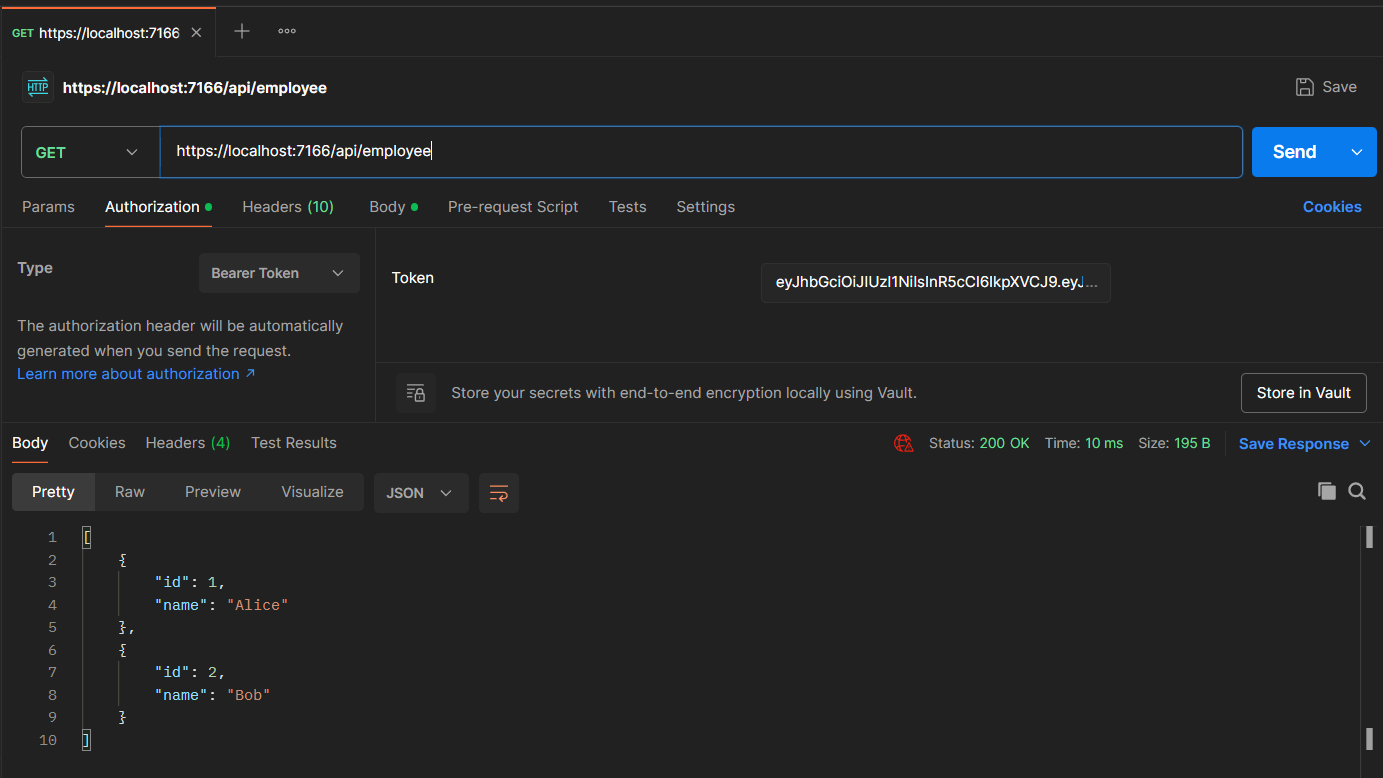 GET https://localhost:7166
HTTP https://localhost:7166/api/employee Save
GET https://localhost:7166/api/employee Send
Params Authorization Headers (10) Body Pre-request Script Tests Settings Cookies
Type Bearer Token
The authorization header will be automatically
generated when you send the request.
Learn more about authorization ↗
Token eyJhbGciOiJIUzI1NiIsInR5cCI6IkpXVCJ9.eyJ...
Store your secrets with end-to-end encryption locally using Vault. Store in Vault
Body Cookies Headers (4) Test Results Status: 200 OK Time: 10 ms Size: 195 B Save Response
Pretty Raw Preview Visualize JSON
1 [
2 {
3 "id": 1,
4 "name": "Alice"
5 },
6 {
7 "id": 2,
8 "name": "Bob"
9 }
10 ]